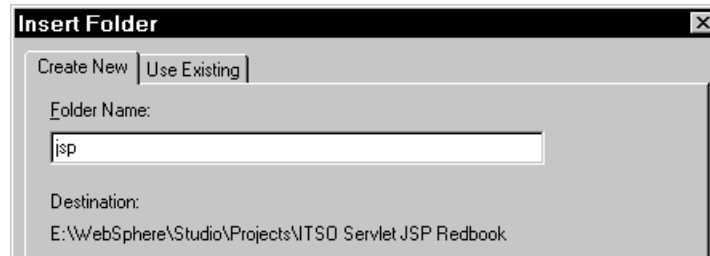 Insert Folder
Create New
Use Existing
Folder Name:
jsp
Destination:
E:\WebSphere\Studio\Projects\ITSO Servlet JSP Redbook